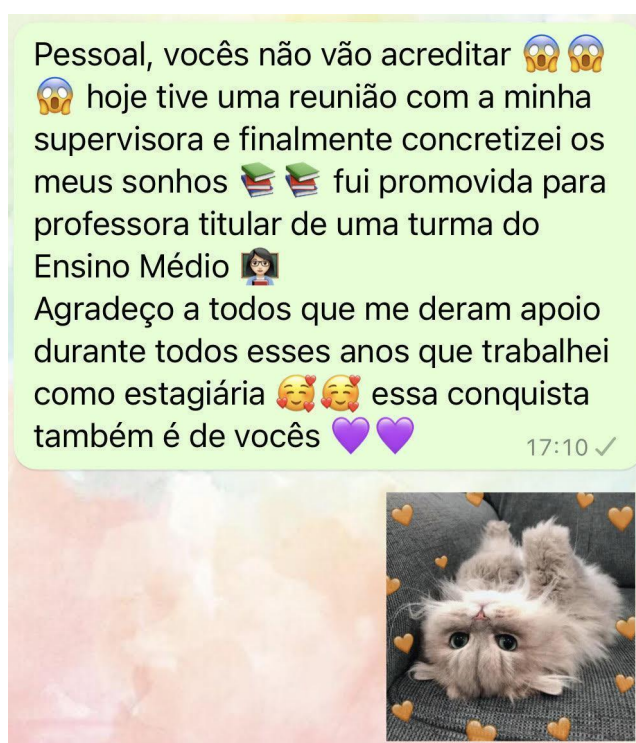 Pessoal, vocês não vão acreditar 😱😱
😱 hoje tive uma reunião com a minha
supervisora e finalmente concretizei os
meus sonhos 📚📚 fui promovida para
professora titular de uma turma do
Ensino Médio 👩🏻‍🏫
Agradeço a todos que me deram apoio
durante todos esses anos que trabalhei
como estagiária 🥰🥰 essa conquista
também é de vocês 💜💜
17:10 ✓